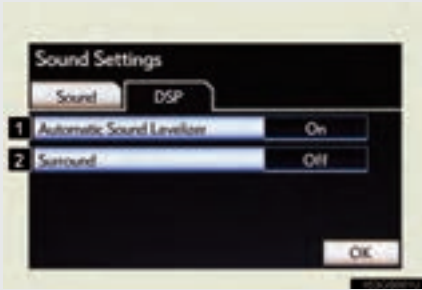 Sound Settings
Sound DSP
1 Automatic Sound Levelizer On
2 Surround Off
OK